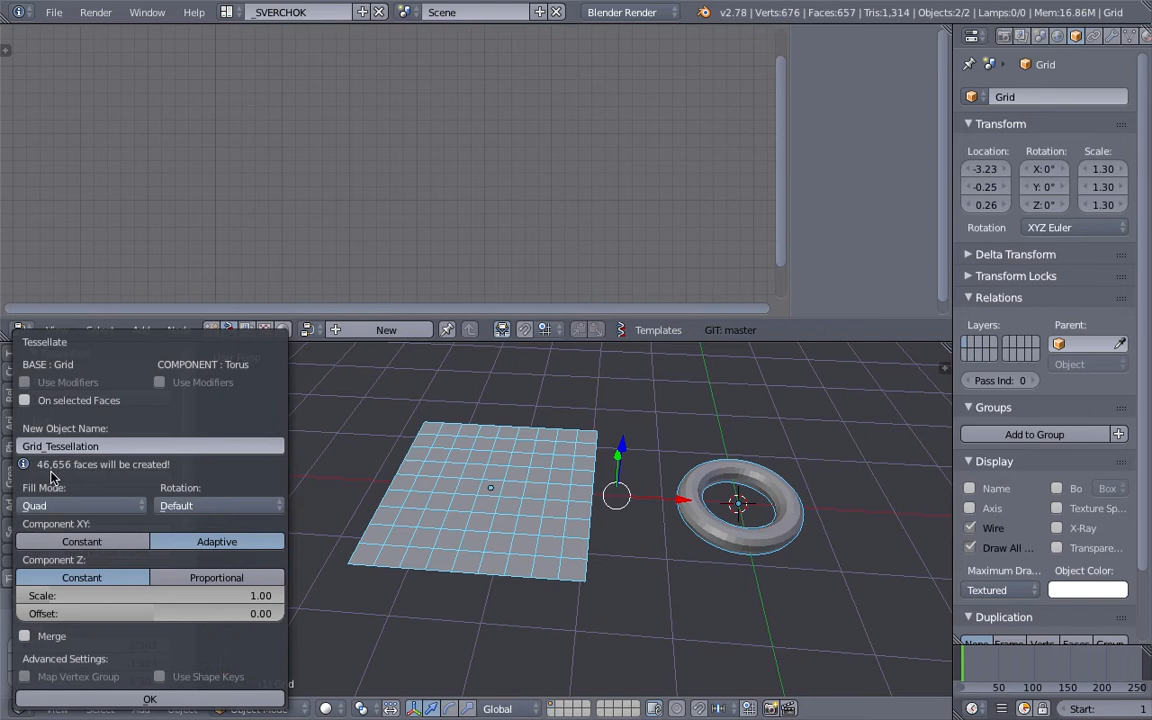 File Render Window Help _SVERCHOK Scene Blender Render v2.78 | Verts:676 | Faces:657 | Tris:1,314 | Objects:2/2 | Lamps:0/0 | Mem:16.86M | Grid
Grid
Grid
Transform
Location: Rotation: Scale:
-3.23 X: 0° 1.30
-0.25 Y: 0° 1.30
0.26 Z: 0° 1.30
Rotation XYZ Euler
Delta Transform
Transform Locks
Relations
Layers: Parent:
Object
Pass Ind: 0
Groups
Add to Group
Display
Name Bo Box
Axis Texture Sp...
Wire X-Ray
Draw All ... Transpare...
Maximum Dra... Object Color:
Textured
Duplication
50 100 150 200 250
Start: 1
New Templates GIT: master
Tessellate
BASE : Grid COMPONENT : Torus
Use Modifiers Use Modifiers
On selected Faces
New Object Name:
Grid_Tessellation
46,656 faces will be created!
Fill Mode: Rotation:
Quad Default
Component XY:
Constant Adaptive
Component Z:
Constant Proportional
Scale: 1.00
Offset: 0.00
Merge
Advanced Settings:
Map Vertex Group Use Shape Keys
OK
Global